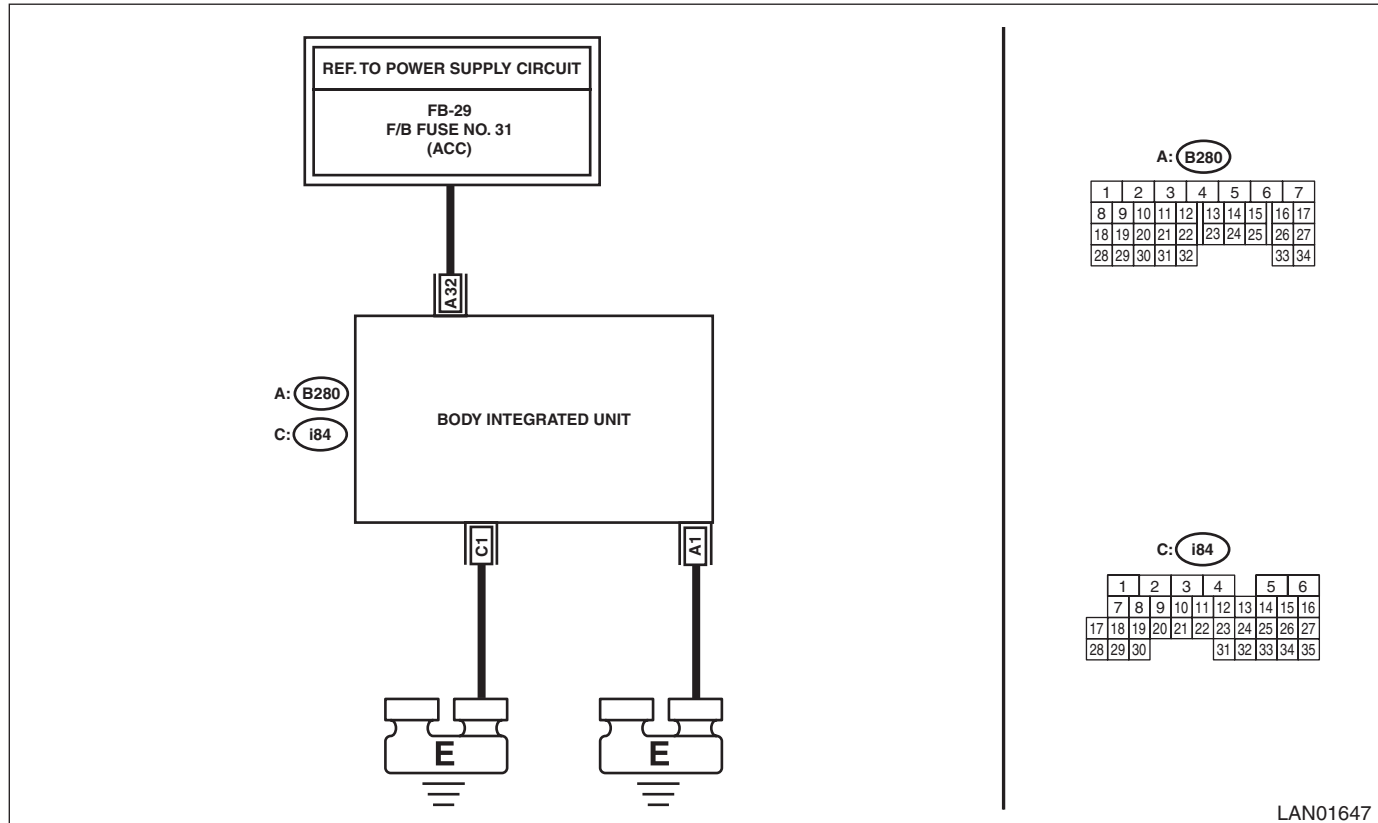 REF. TO POWER SUPPLY CIRCUIT
FB-29
F/B FUSE NO. 31
(ACC)
A32
A: B280
C: i84
BODY INTEGRATED UNIT
C1
A1
E
E
A: B280
1 2 3 4 5 6 7
8 9 10 11 12 13 14 15 16 17
18 19 20 21 22 23 24 25 26 27
28 29 30 31 32 33 34
C: i84
1 2 3 4 5 6
7 8 9 10 11 12 13 14 15 16
17 18 19 20 21 22 23 24 25 26 27
28 29 30 31 32 33 34 35
LAN01647